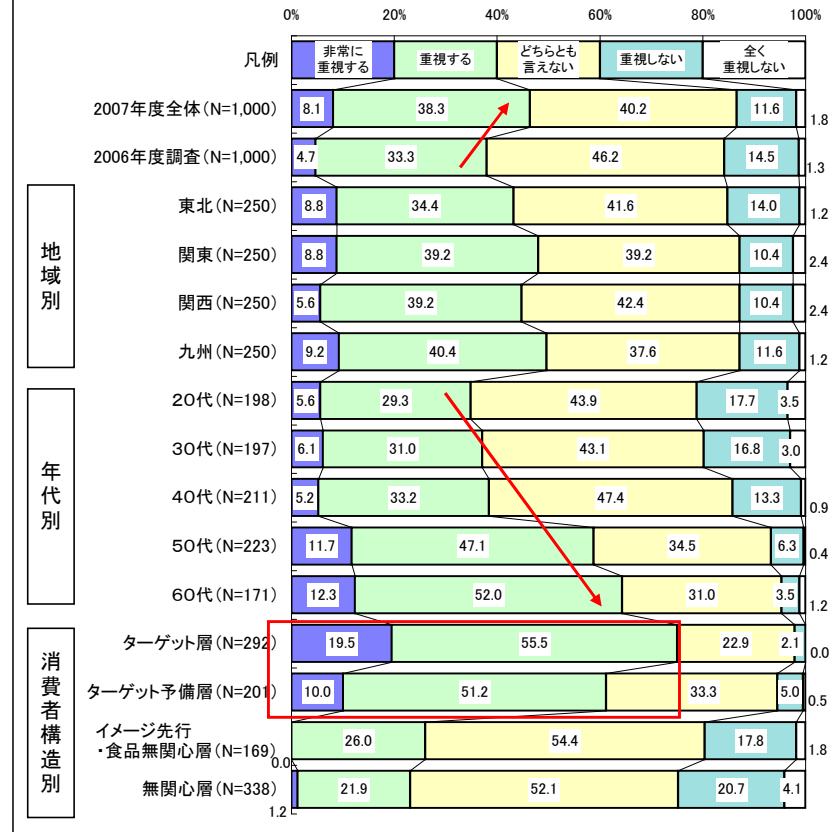 0% 20% 40% 60% 80% 100%
凡例 非常に重視する 重視する どちらとも言えない 重視しない 全く重視しない
2007年度全体(N=1,000) 8.1 38.3 40.2 11.6 1.8
2006年度調査(N=1,000) 4.7 33.3 46.2 14.5 1.3
地域別
東北(N=250) 8.8 34.4 41.6 14.0 1.2
関東(N=250) 8.8 39.2 39.2 10.4 2.4
関西(N=250) 5.6 39.2 42.4 10.4 2.4
九州(N=250) 9.2 40.4 37.6 11.6 1.2
年代別
20代(N=198) 5.6 29.3 43.9 17.7 3.5
30代(N=197) 6.1 31.0 43.1 16.8 3.0
40代(N=211) 5.2 33.2 47.4 13.3 0.9
50代(N=223) 11.7 47.1 34.5 6.3 0.4
60代(N=171) 12.3 52.0 31.0 3.5 1.2
消費者構造別
ターゲット層(N=292) 19.5 55.5 22.9 2.1 0.0
ターゲット予備層(N=201) 10.0 51.2 33.3 5.0 0.5
イメージ先行
・食品無関心層(N=169) 0.0 26.0 54.4 17.8 1.8
無関心層(N=338) 1.2 21.9 52.1 20.7 4.1